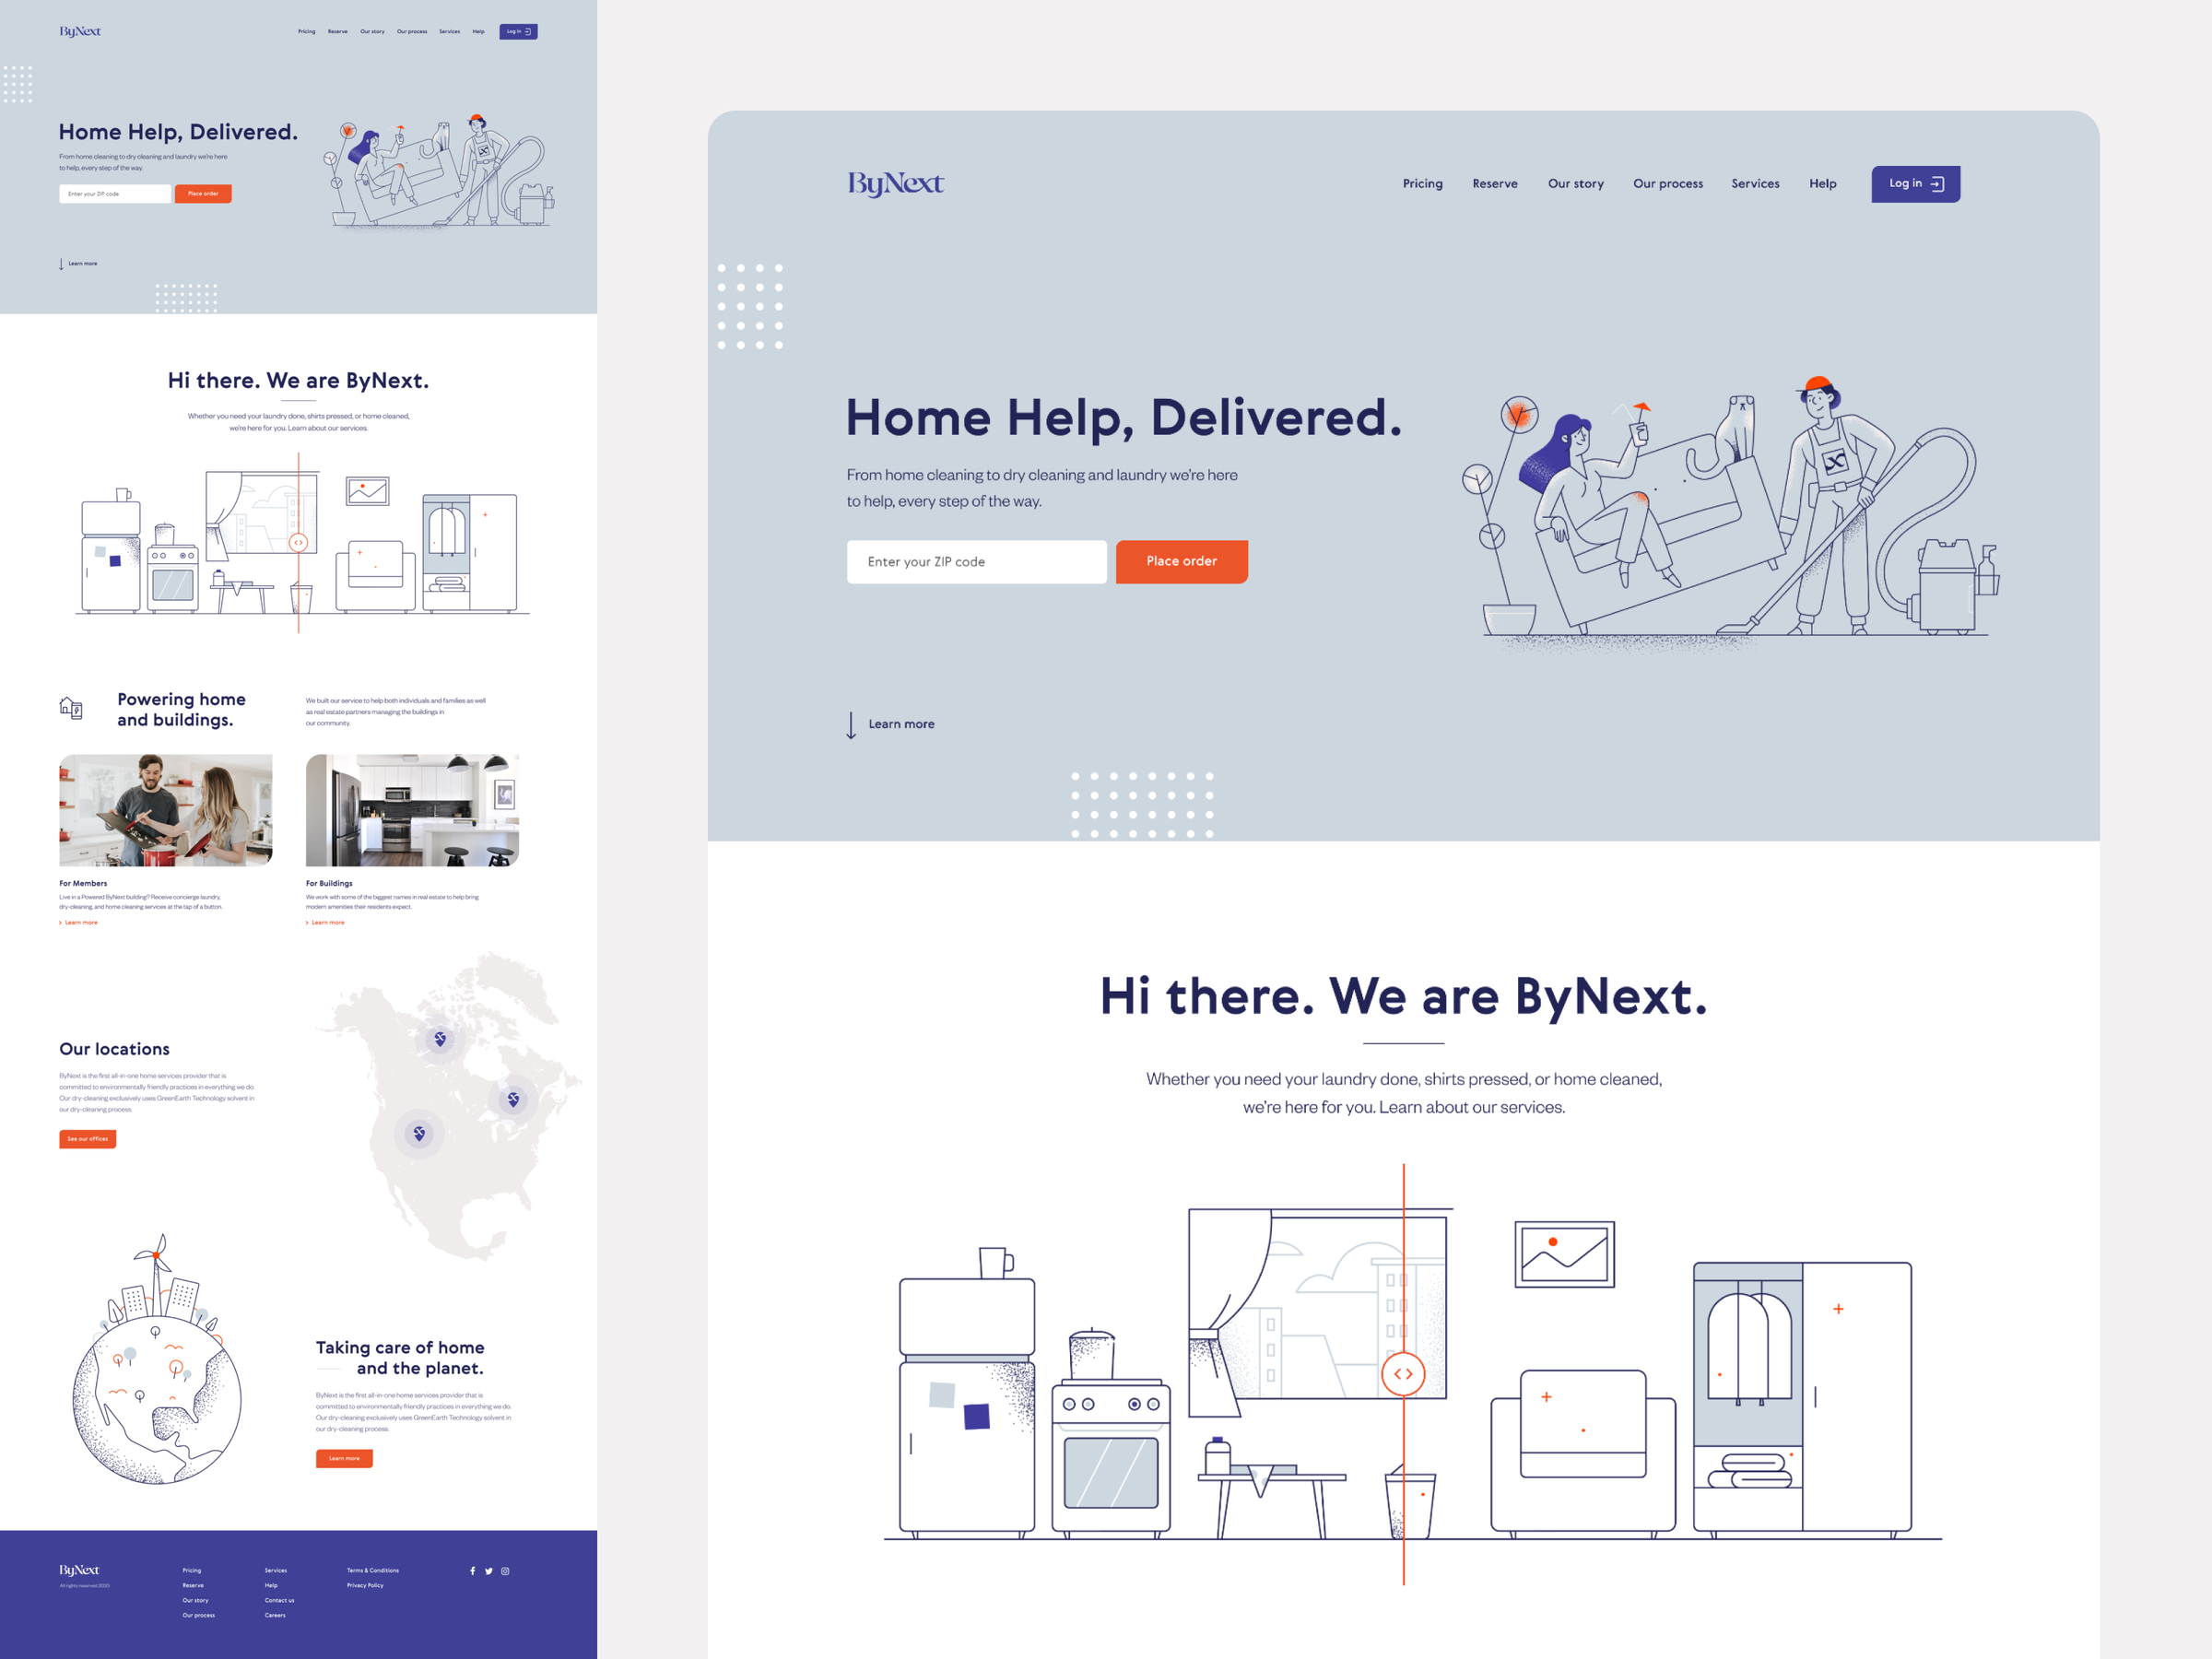 ByNext
Pricing Reserve Our story Our process Services Help Log in
Home Help, Delivered.
From home cleaning to dry cleaning and laundry we're here
to help, every step of the way.
Enter your ZIP code Place order
Learn more
Hi there. We are ByNext.
Whether you need your laundry done, shirts pressed, or home cleaned,
we're here for you. Learn about our services.
Powering home
and buildings.
We built our service to help both individuals and families as well
as real estate partners managing the buildings in
our community.
For Members
Live in a Powered ByNext building? Receive concierge laundry,
dry-cleaning, and home cleaning services at the tap of a button.
Learn more
For Buildings
We work with some of the biggest names in real estate to help bring
modern amenities their residents expect.
Learn more
Our locations
ByNext is the first all-in-one home services provider that is
committed to environmentally friendly practices in everything we do.
Our dry-cleaning exclusively uses GreenEarth Technology solvent in
our dry-cleaning process.
See our offices
Taking care of home
and the planet.
ByNext is the first all-in-one home services provider that is
committed to environmentally friendly practices in everything we do.
Our dry-cleaning exclusively uses GreenEarth Technology solvent in
our dry-cleaning process.
Learn more
ByNext
All rights reserved 2020
Pricing
Reserve
Our story
Our process
Services
Help
Contact us
Careers
Terms & Conditions
Privacy Policy
ByNext
Pricing Reserve Our story Our process Services Help Log in
Home Help, Delivered.
From home cleaning to dry cleaning and laundry we're here
to help, every step of the way.
Enter your ZIP code Place order
Learn more
Hi there. We are ByNext.
Whether you need your laundry done, shirts pressed, or home cleaned,
we're here for you. Learn about our services.